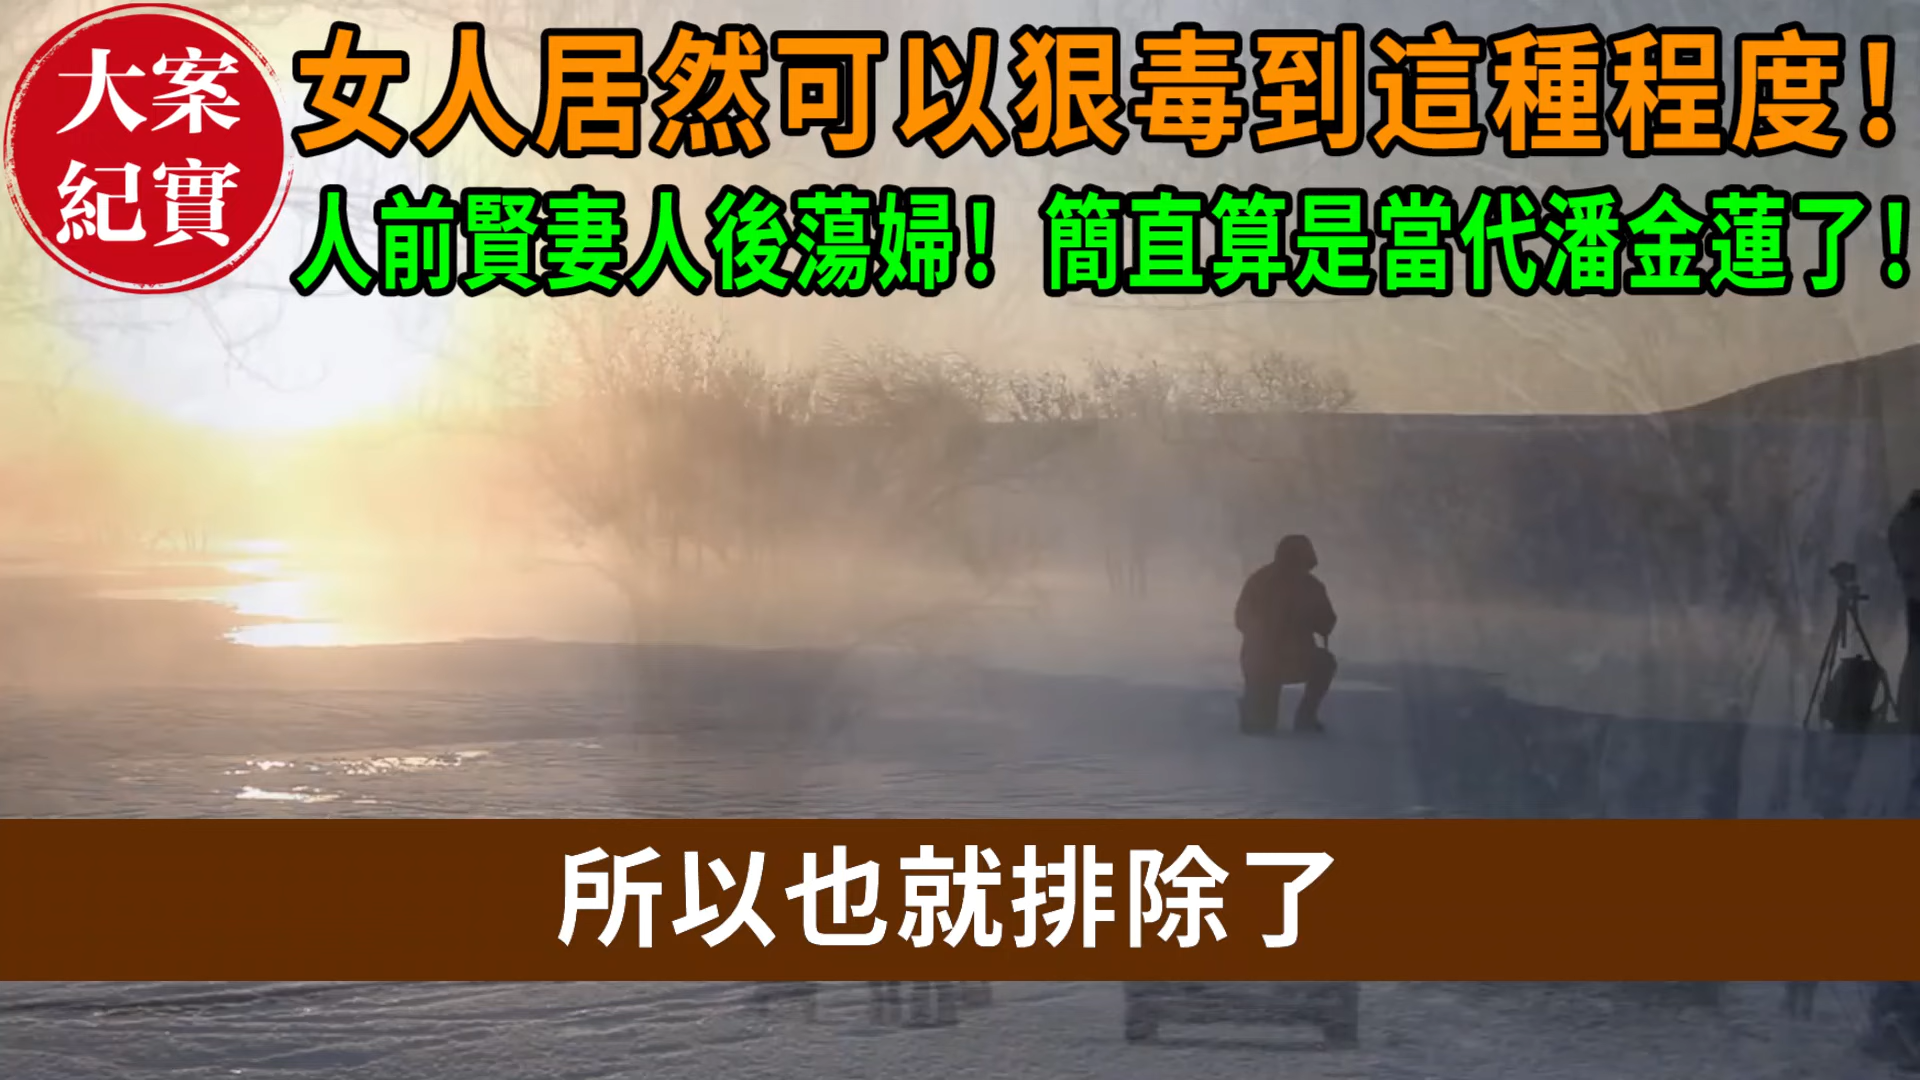 大案
紀實
女人居然可以狠毒到這種程度！
人前賢妻人後蕩婦！簡直算是當代潘金蓮了！
所以也就排除了